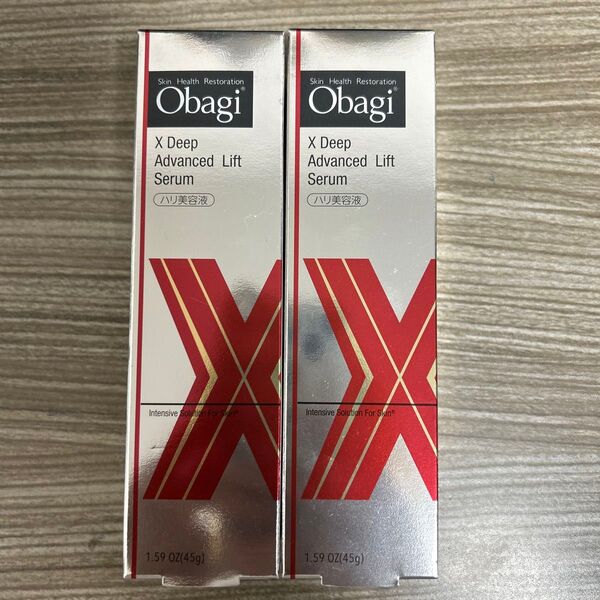 Skin Health Restoration
Obagi®
X Deep
Advanced Lift
Serum
ハリ美容液
X
Intensive Solution For Skin®
1.59 OZ(45g)
Skin Health Restoration
Obagi®
X Deep
Advanced Lift
Serum
ハリ美容液
X
Intensive Solution For Skin®
1.59 OZ(45g)